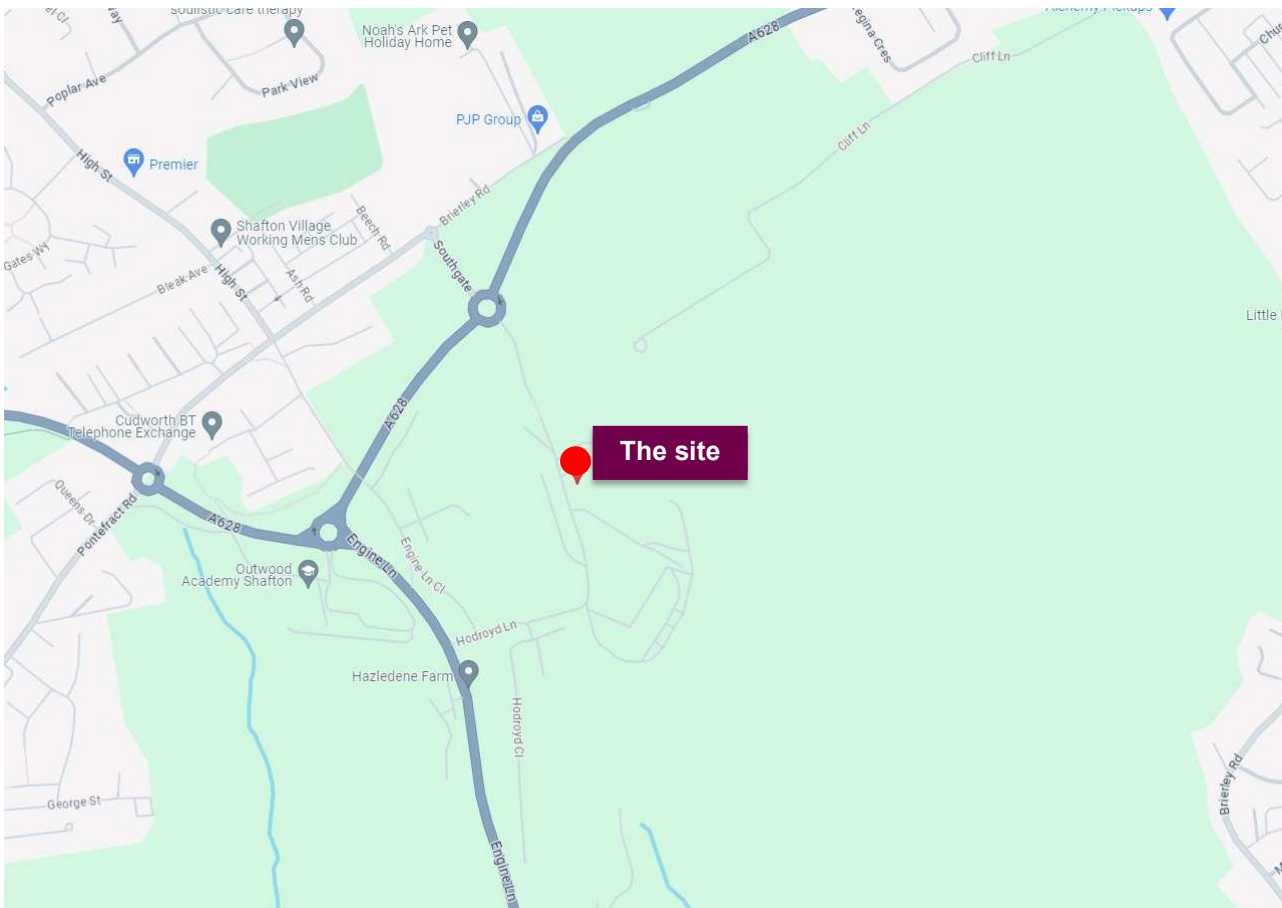 Poplar Ave
Park View
Noah's Ark Pet
Holiday Home
PJP Group
A628
Regina Cres
Cliff Ln
High St
Premier
Cliff Ln
Brierley Rd
Beech Rd
Shafton Village
Working Mens Club
Southgate
Gates Wy
Bleak Ave
High St
Ash Rd
Little
A628
Cudworth BT
Telephone Exchange
The site
Queens Dr
Pontefract Rd
A628
Engine Ln
Engine Ln Cl
Outwood
Academy Shafton
Hodroyd Ln
Hazledene Farm
Hodroyd Cl
Brierley Rd
George St
Engine Ln